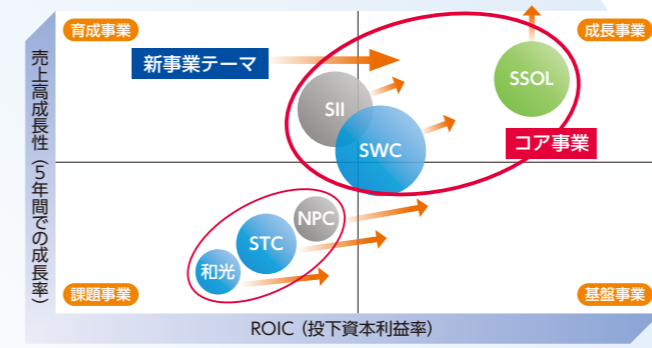 育成事業
成長事業
新事業テーマ
SSOL
SII
SWC
コア事業
NPC
STC
和光
課題事業
基盤事業
売上高成長性（5年間での成長率）
ROIC（投下資本利益率）